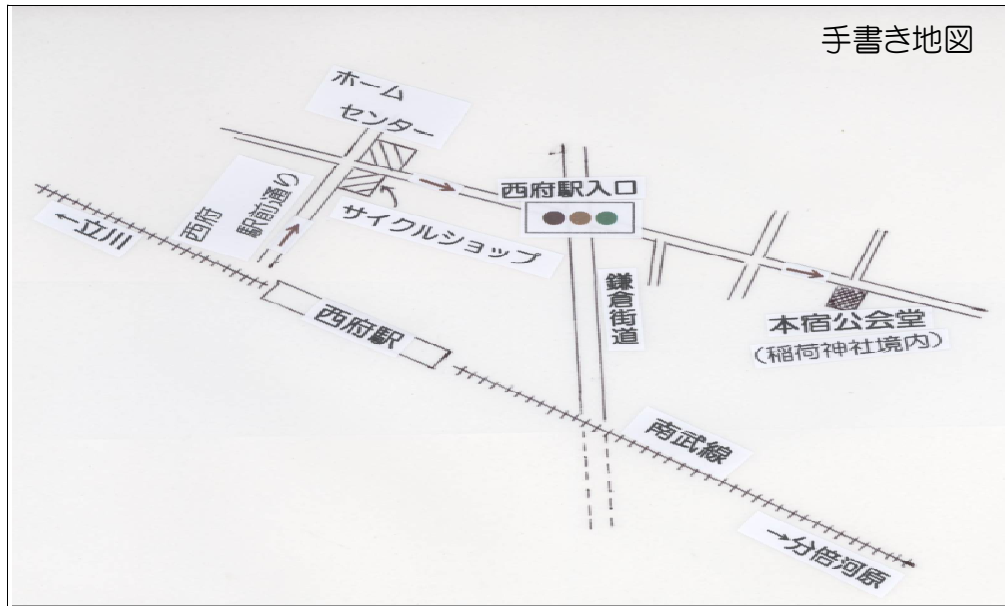 手書き地図
ホーム
センター
西府
駅前通り
←立川
サイクルショップ
西府駅入口
西府駅
鎌倉街道
本宿公会堂
(稲荷神社境内)
南武線
→分倍河原